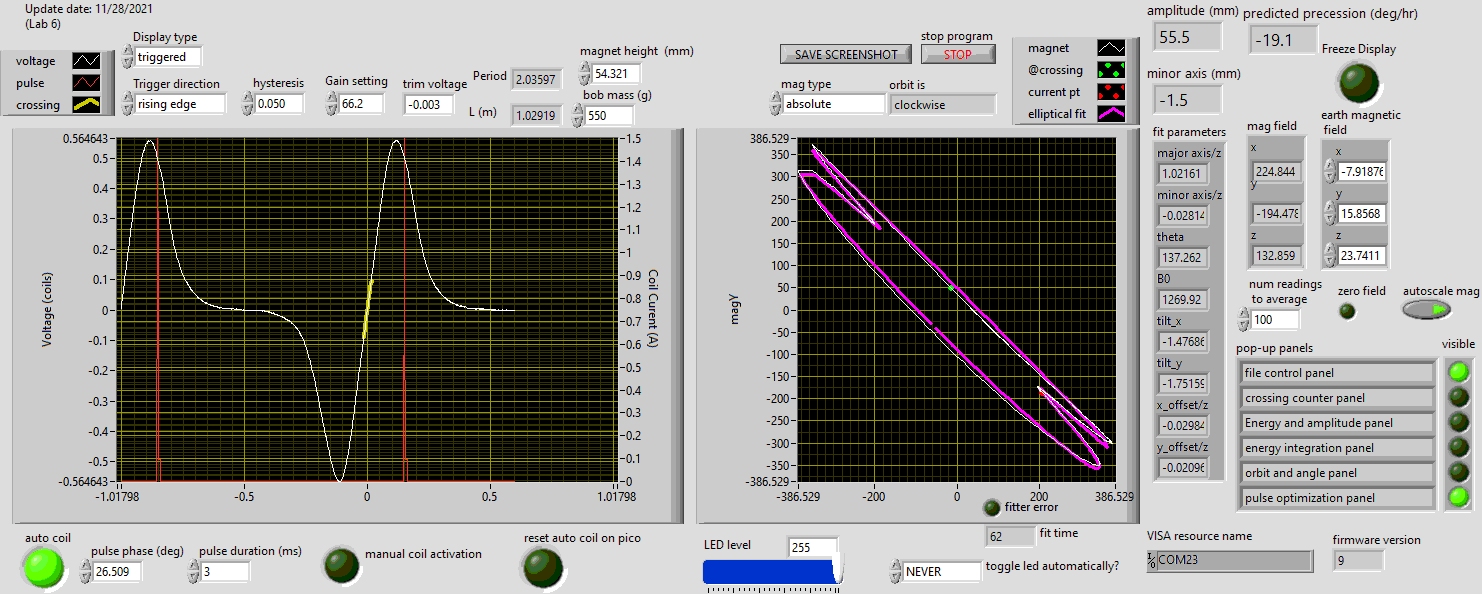 Update date: 11/28/2021
(Lab 6)
voltage
pulse
crossing
Display type
triggered
Trigger direction
rising edge
hysteresis
0.050
Gain setting
66.2
trim voltage
-0.003
Period
2.03597
L (m)
1.02919
magnet height (mm)
54.321
bob mass (g)
550
SAVE SCREENSHOT
stop program
STOP
mag type
absolute
orbit is
clockwise
magnet
@crossing
current pt
elliptical fit
amplitude (mm)
55.5
predicted precession (deg/hr)
-19.1
minor axis (mm)
-1.5
Freeze Display
Voltage (coils)
0.564643
0.5
0.4
0.3
0.2
0.1
0
-0.1
-0.2
-0.3
-0.4
-0.5
-0.564643
-1.01798
-0.5
0
0.5
1.01798
1.5
1.4
1.3
1.2
1.1
1
0.9
0.8
0.7
0.6
0.5
0.4
0.3
0.2
0.1
0
Coil Cuurent (A)
magy
386.529
350
300
250
200
150
100
50
0
-50
-100
-150
-200
-250
-300
-350
-386.529
-386.529
-200
0
200
386.529
fitter error
fit parameters
major axis/z
1.02161
minor axis/z
-0.02814
theta
137.262
B0
1269.92
tilt_x
-1.47686
tilt_y
-1.75159
x_offset/z
-0.02984
y_offset/z
-0.02096
mag field
x
224.844
y
-194.478
z
132.859
earth magnetic
field
x
-7.91876
y
15.8568
z
23.7411
num readings
to average
100
zero field
autoscale mag
pop-up panels
visible
file control panel
crossing counter panel
Energy and amplitude panel
energy integration panel
orbit and angle panel
pulse optimization panel
auto coil
pulse phase (deg)
26.509
pulse duration (ms)
3
manual coil activation
reset auto coil on pico
LED level
255
62
fit time
NEVER
toggle led automatically?
VISA resource name
COM23
firmware version
9